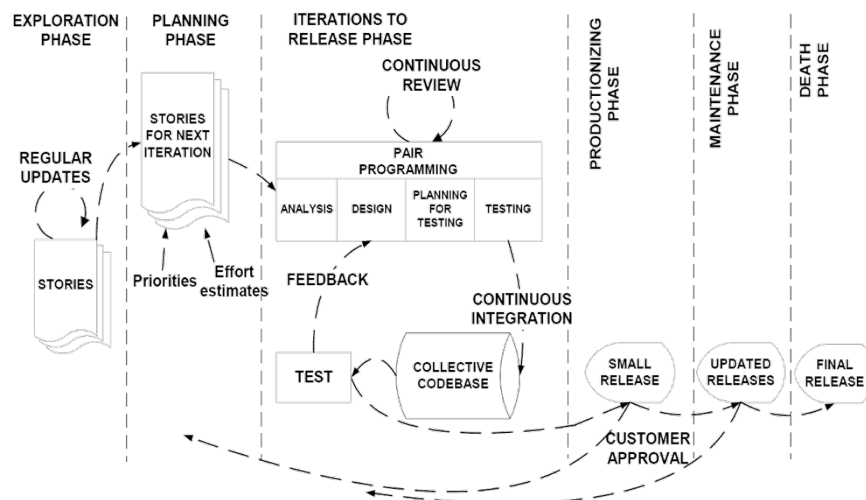 EXPLORATION
PHASE
PLANNING
PHASE
ITERATIONS TO
RELEASE PHASE
PRODUCTIONIZING
PHASE
MAINTENANCE
PHASE
DEATH
PHASE
REGULAR
UPDATES
STORIES
STORIES
FOR NEXT
ITERATION
Priorities
Effort
estimates
CONTINUOUS
REVIEW
PAIR
PROGRAMMING
ANALYSIS
DESIGN
PLANNING
FOR
TESTING
TESTING
FEEDBACK
CONTINUOUS
INTEGRATION
TEST
COLLECTIVE
CODEBASE
SMALL
RELEASE
UPDATED
RELEASES
FINAL
RELEASE
CUSTOMER
APPROVAL